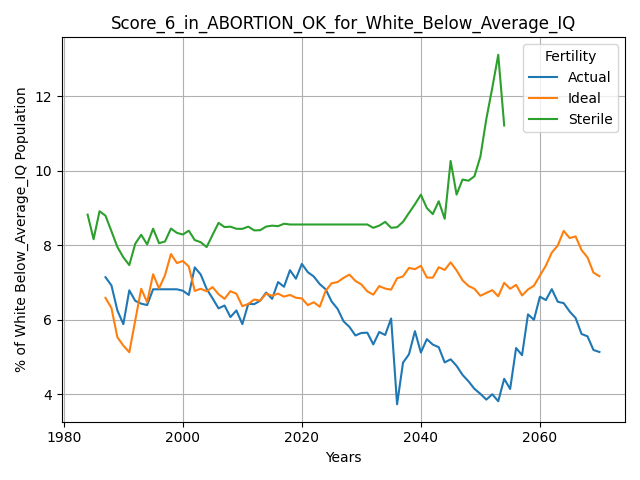 Score_6_in_ABORTION_OK_for_White_Below_Average_IQ
% of White Below_Average_IQ Population
12
10
8
6
4
Fertility
Actual
Ideal
Sterile
1980
2000
2020
2040
2060
Years